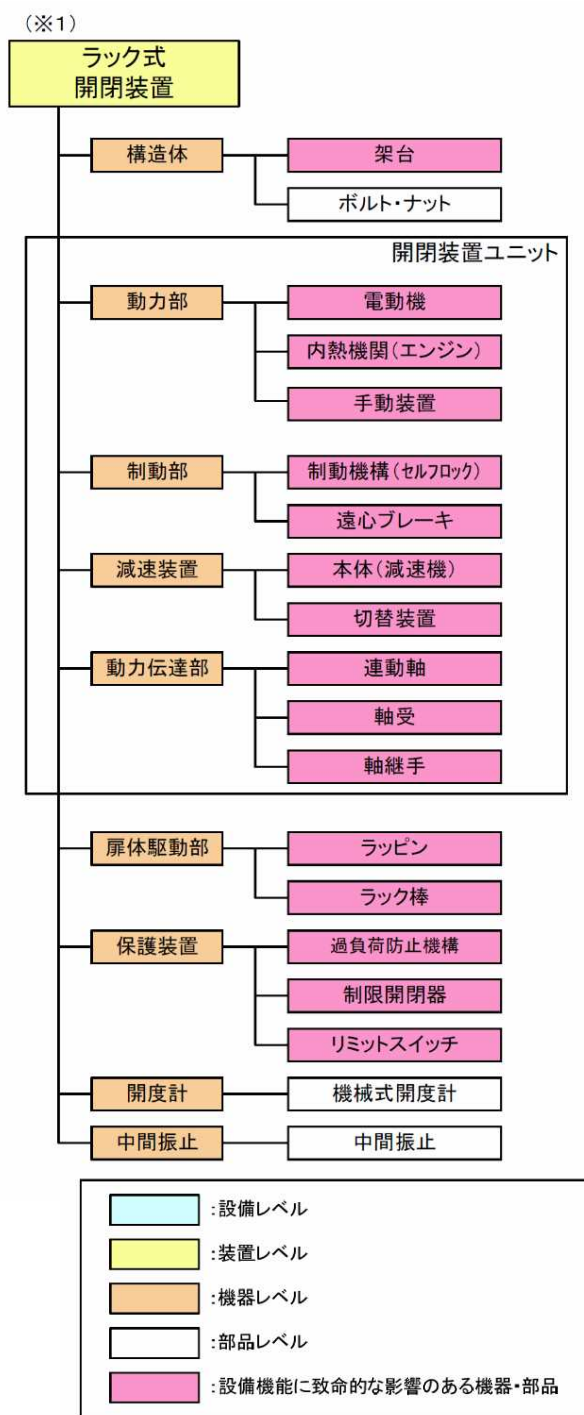 (※1)
ラック式
開閉装置
構造体
架台
ボルト・ナット
開閉装置ユニット
動力部
電動機
内熱機関(エンジン)
手動装置
制動部
制動機構(セルフロック)
遠心ブレーキ
減速装置
本体(減速機)
切替装置
動力伝達部
連動軸
軸受
軸継手
扉体駆動部
ラッピン
ラック棒
保護装置
過負荷防止機構
制限開閉器
リミットスイッチ
開度計
機械式開度計
中間振止
中間振止
:設備レベル
:装置レベル
:機器レベル
:部品レベル
:設備機能に致命的な影響のある機器・部品